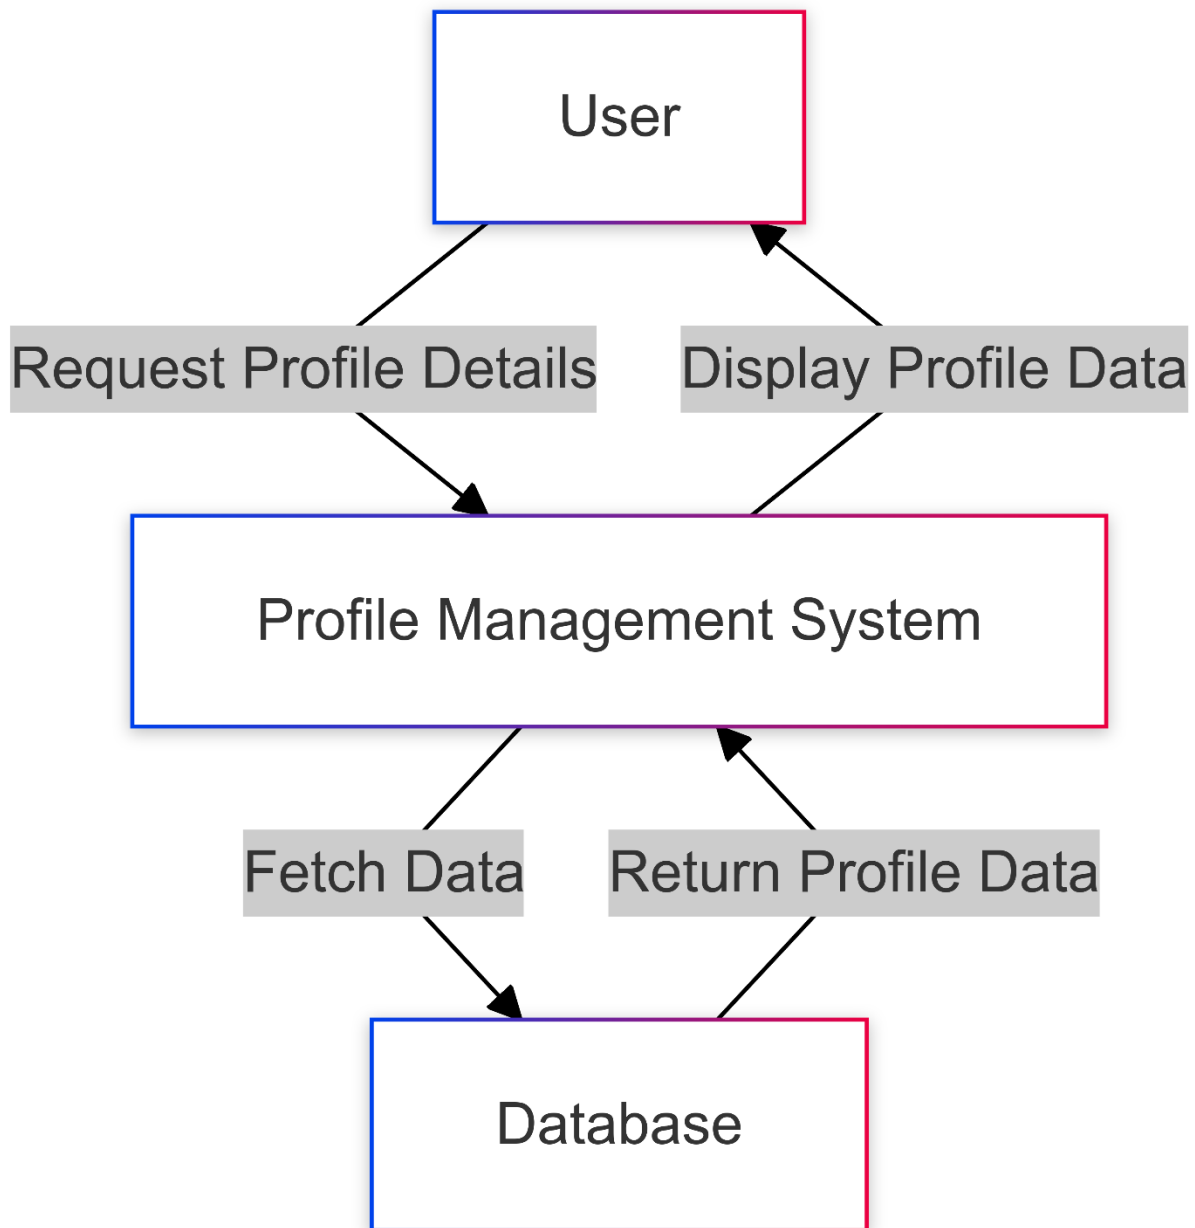 User
Request Profile Details
Display Profile Data
Profile Management System
Fetch Data
Return Profile Data
Database